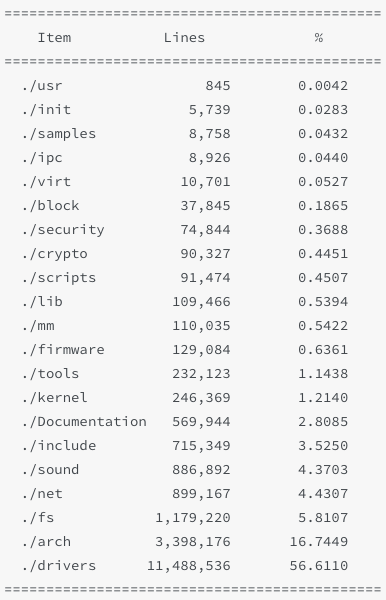 ==============================================
Item Lines %
==============================================
./usr 845 0.0042
./init 5,739 0.0283
./samples 8,758 0.0432
./ipc 8,926 0.0440
./virt 10,701 0.0527
./block 37,845 0.1865
./security 74,844 0.3688
./crypto 90,327 0.4451
./scripts 91,474 0.4507
./lib 109,466 0.5394
./mm 110,035 0.5422
./firmware 129,084 0.6361
./tools 232,123 1.1438
./kernel 246,369 1.2140
./Documentation 569,944 2.8085
./include 715,349 3.5250
./sound 886,892 4.3703
./net 899,167 4.4307
./fs 1,179,220 5.8107
./arch 3,398,176 16.7449
./drivers 11,488,536 56.6110
==============================================